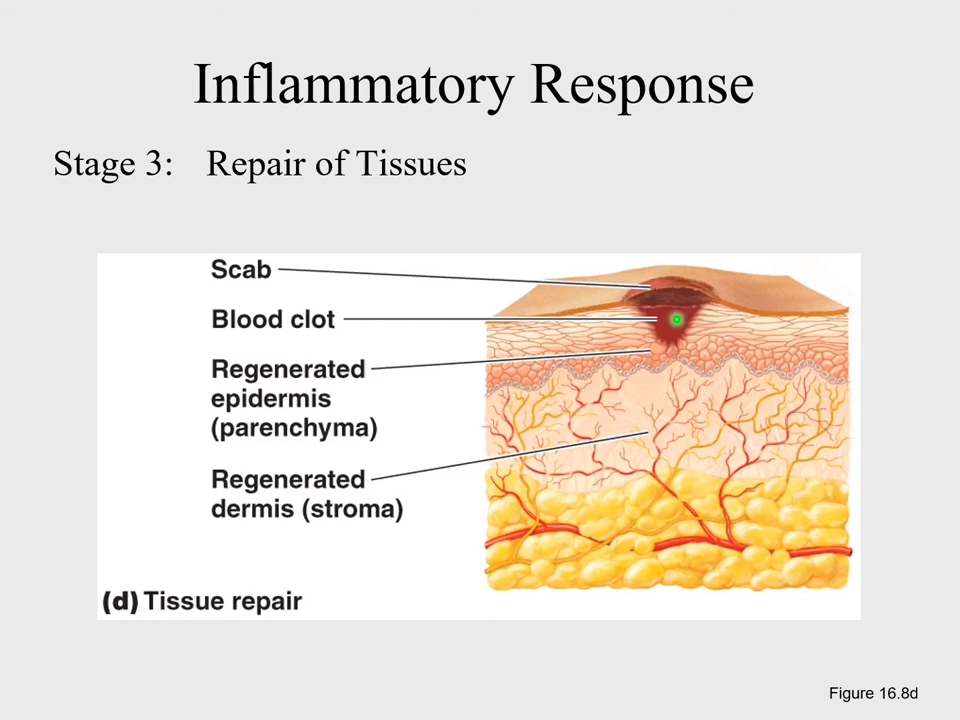 Inflammatory Response
Stage 3: Repair of Tissues
Scab
Blood clot
Regenerated
epidermis
(parenchyma)
Regenerated
dermis (stroma)
(d) Tissue repair
Figure 16.8d